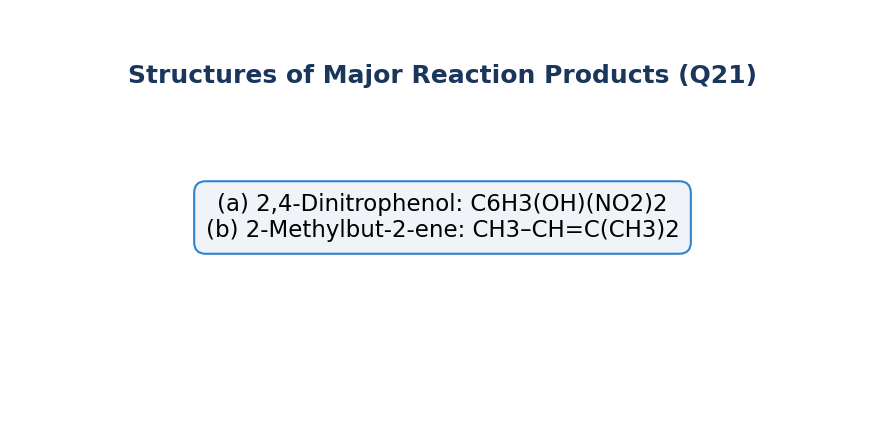 Structures of Major Reaction Products (Q21)
(a) 2,4-Dinitrophenol: C6H3(OH)(NO2)2
(b) 2-Methylbut-2-ene: CH3–CH=C(CH3)2